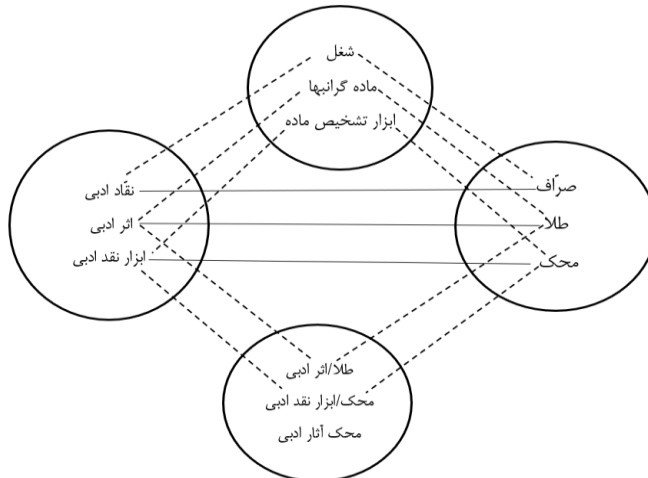 شغل
ماده گرانبها
ابزار تشخیص ماده
صرّاف
طلا
محک
نقّاد ادبی
اثر ادبی
ابزار نقد ادبی
طلا/اثر ادبی
محک/ابزار نقد ادبی
محک آثار ادبی